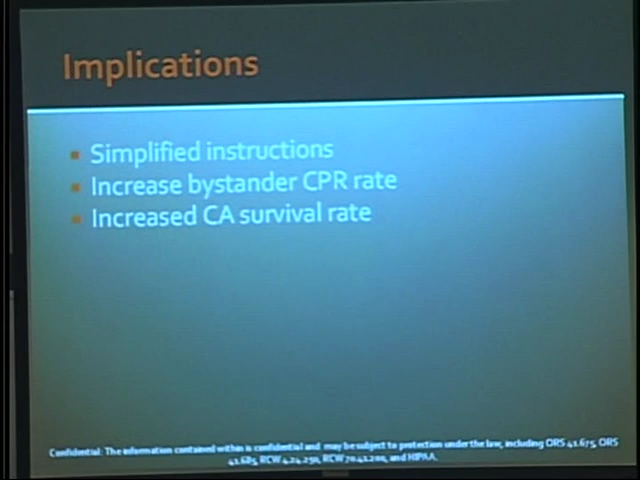 Implications
Simplified instructions
Increase bystander CPR rate
Increased CA survival rate
Confidential: The information contained within is confidential and may be subject to protection under the law, including ORS 41.675, ORS
41.685, RCW 4.24.250, RCW 70.41.200, and HIPAA.